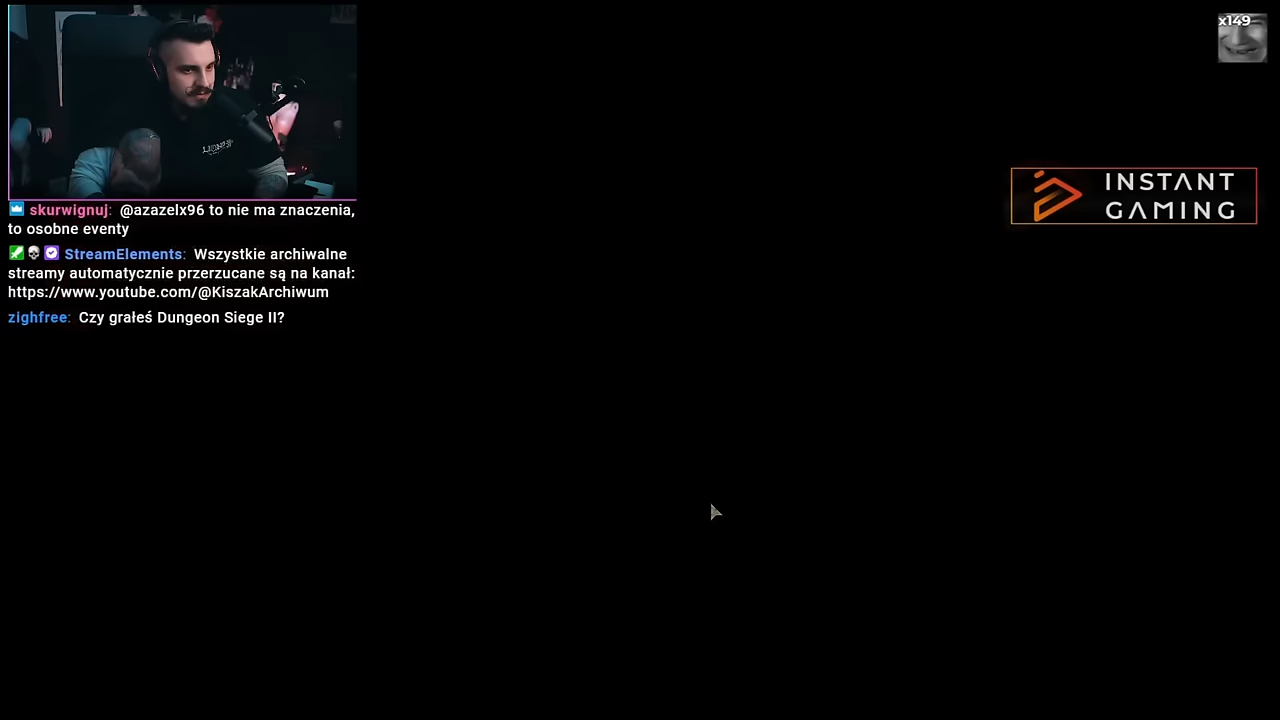 x149
INSTANT
GAMING
skurwignuj: @azazelx96 to nie ma znaczenia,
to osobne eventy
StreamElements: Wszystkie archiwalne
streamy automatycznie przerzucane są na kanał:
https://www.youtube.com/@KiszakArchiwum
zighfree: Czy grałeś Dungeon Siege II?